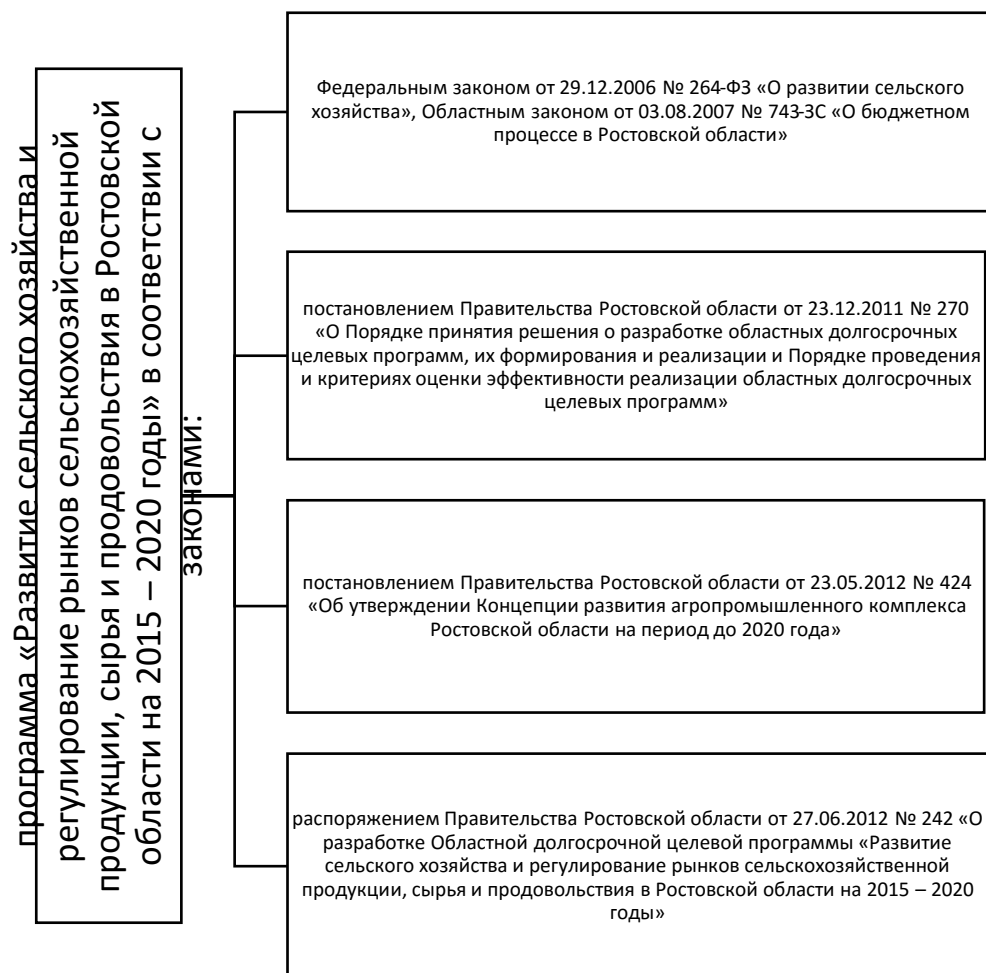 программа «Развитие сельского хозяйства и
регулирование рынков сельскохозяйственной
продукции, сырья и продовольствия в Ростовской
области на 2015 – 2020 годы» в соответствии с
законами:
Федеральным законом от 29.12.2006 № 264-ФЗ «О развитии сельского
хозяйства», Областным законом от 03.08.2007 № 743-ЗС «О бюджетном
процессе в Ростовской области»
постановлением Правительства Ростовской области от 23.12.2011 № 270
«О Порядке принятия решения о разработке областных долгосрочных
целевых программ, их формирования и реализации и Порядке проведения
и критериях оценки эффективности реализации областных долгосрочных
целевых программ»
постановлением Правительства Ростовской области от 23.05.2012 № 424
«Об утверждении Концепции развития агропромышленного комплекса
Ростовской области на период до 2020 года»
распоряжением Правительства Ростовской области от 27.06.2012 № 242 «О
разработке Областной долгосрочной целевой программы «Развитие
сельского хозяйства и регулирование рынков сельскохозяйственной
продукции, сырья и продовольствия в Ростовской области на 2015 – 2020
годы»